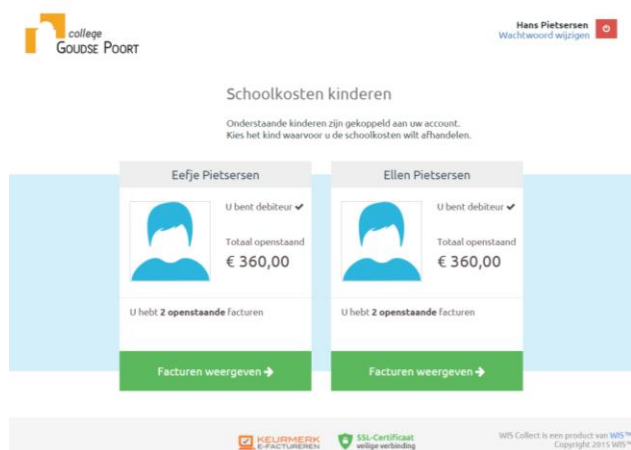 college
GOUDSE POORT
Hans Pietsersen
Wachtwoord wijzigen
Schoolkosten kinderen
Onderstaande kinderen zijn gekoppeld aan uw account.
Kies het kind waarvoor u de schoolkosten wilt afhandelen.
Eefje Pietsersen
U bent debiteur
Totaal openstaand
€ 360,00
U hebt 2 openstaande facturen
Facturen weergeven
Ellen Pietsersen
U bent debiteur
Totaal openstaand
€ 360,00
U hebt 2 openstaande facturen
Facturen weergeven
KEURMERK
E-FACTUREREN
SSL-Certificaat
veilige verbinding
WIS Collect is een product van WIS™
Copyright 2015 WIS™